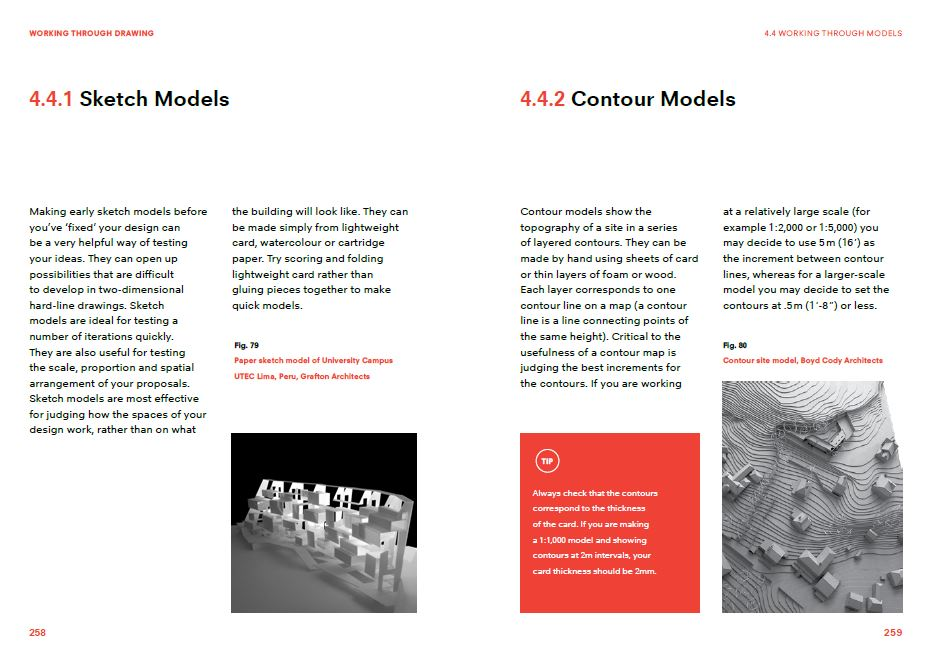 WORKING THROUGH DRAWING
4.4.1 Sketch Models
Making early sketch models before
you’ve ‘fixed’ your design can
be a very helpful way of testing
your ideas. They can open up
possibilities that are difficult
to develop in two-dimensional
hard-line drawings. Sketch
models are ideal for testing a
number of iterations quickly.
They are also useful for testing
the scale, proportion and spatial
arrangement of your proposals.
Sketch models are most effective
for judging how the spaces of your
design work, rather than on what
the building will look like. They can
be made simply from lightweight
card, watercolour or cartridge
paper. Try scoring and folding
lightweight card rather than
gluing pieces together to make
quick models.
Fig. 79
Paper sketch model of University Campus
UTEC Lima, Peru, Grafton Architects
258
4.4 WORKING THROUGH MODELS
4.4.2 Contour Models
Contour models show the
topography of a site in a series
of layered contours. They can be
made by hand using sheets of card
or thin layers of foam or wood.
Each layer corresponds to one
contour line on a map (a contour
line is a line connecting points of
the same height). Critical to the
usefulness of a contour map is
judging the best increments for
the contours. If you are working
at a relatively large scale (for
example 1:2,000 or 1:5,000) you
may decide to use 5 m (16′) as
the increment between contour
lines, whereas for a larger-scale
model you may decide to set the
contours at .5 m (1′-8″) or less.
TIP
Always check that the contours
correspond to the thickness
of the card. If you are making
a 1:1,000 model and showing
contours at 2m intervals, your
card thickness should be 2mm.
Fig. 80
Contour site model, Boyd Cody Architects
259